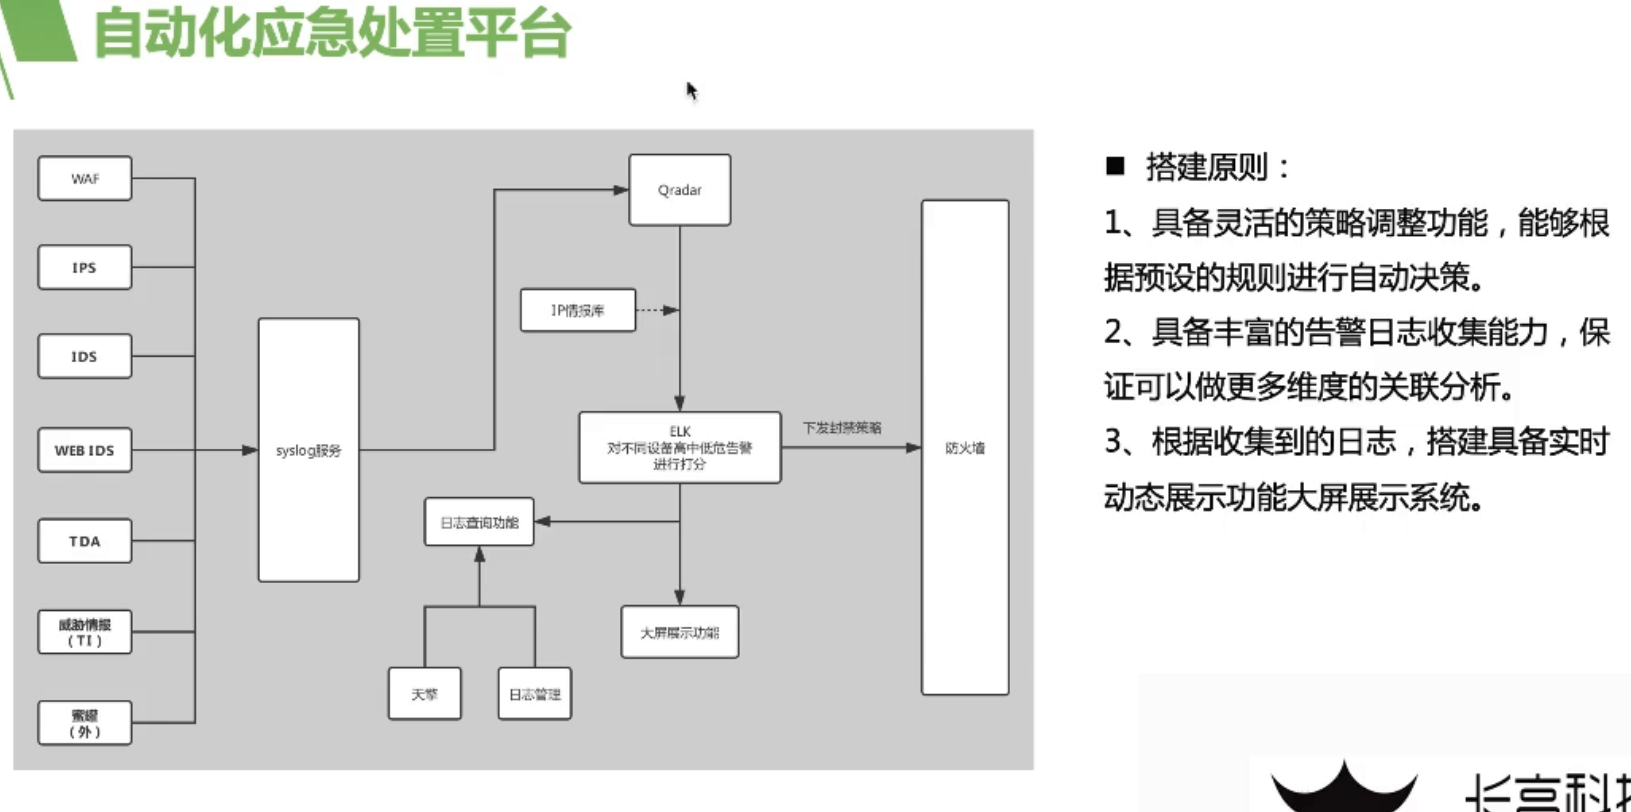 自动化应急处置平台
WAF
IPS
IDS
WEB IDS
TDA
威胁情报
（TI）
蜜罐
（外）
syslog服务
Qradar
IP情报库
ELK
对不同设备高中低危告警
进行打分
下发封禁策略
防火墙
日志查询功能
大屏展示功能
天擎
日志管理
■ 搭建原则：
1、具备灵活的策略调整功能，能够根
据预设的规则进行自动决策。
2、具备丰富的告警日志收集能力，保
证可以做更多维度的关联分析。
3、根据收集到的日志，搭建具备实时
动态展示功能大屏展示系统。
长亭科技